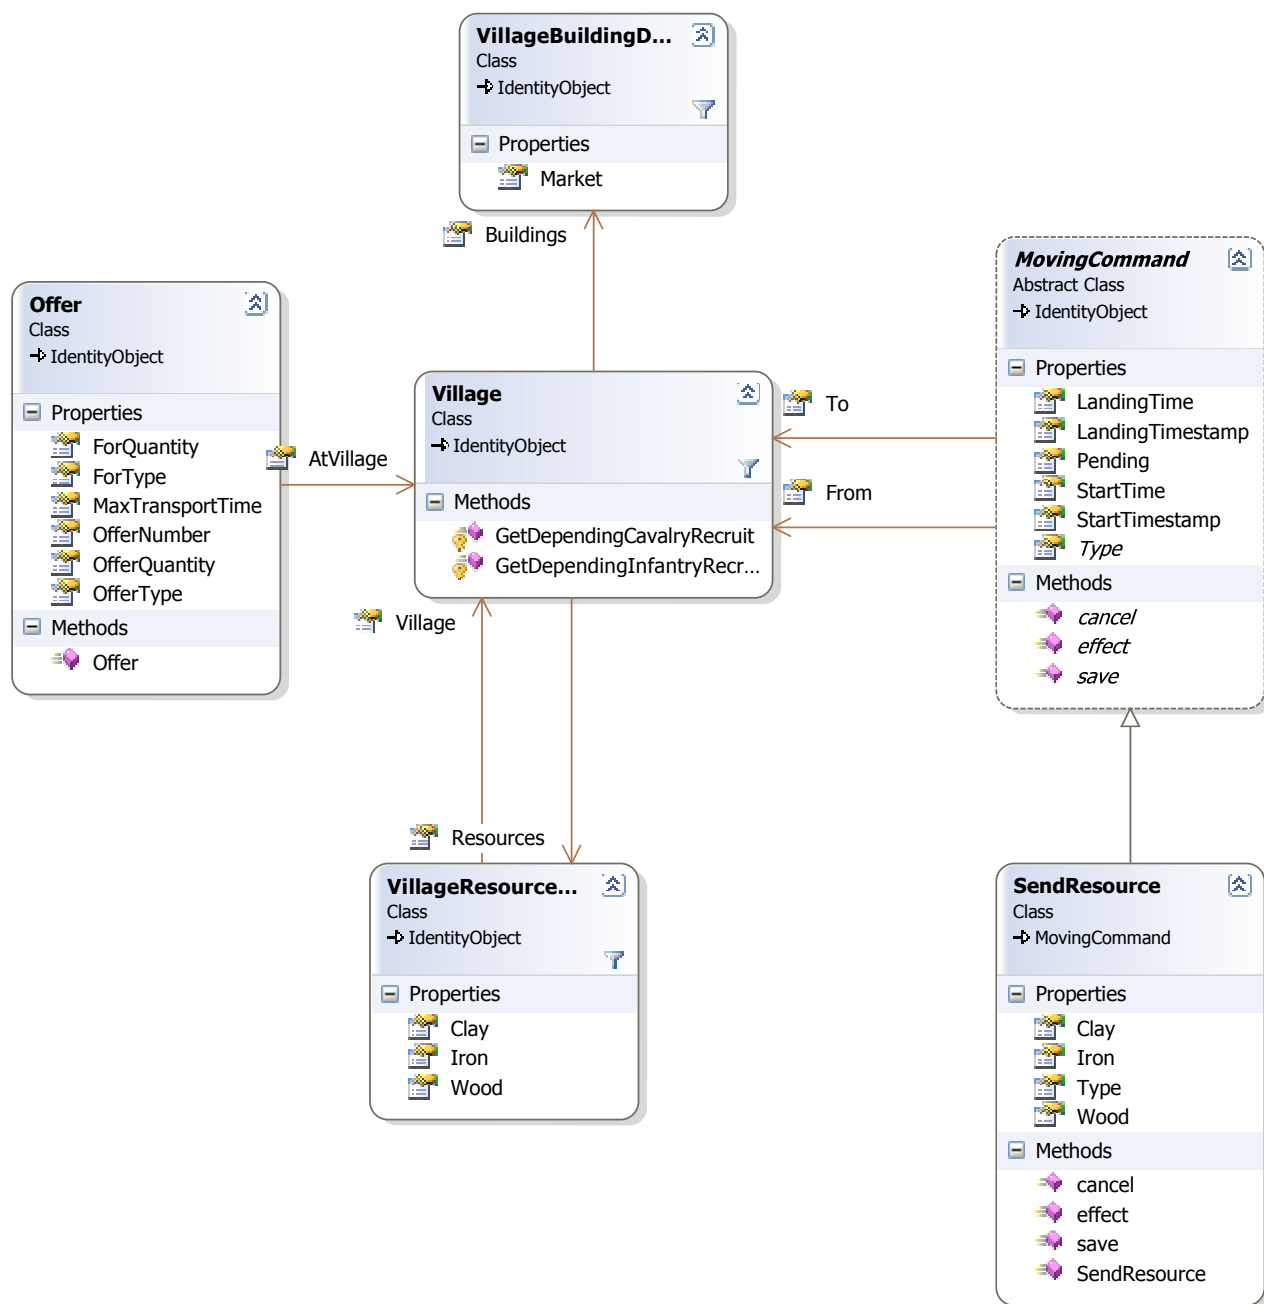 VillageBuildingD...
Class
IdentityObject
Properties
Market
Buildings
Offer
Class
IdentityObject
Properties
ForQuantity
ForType
MaxTransportTime
OfferNumber
OfferQuantity
OfferType
Methods
Offer
AtVillage
Village
Class
IdentityObject
Methods
GetDependingCavalryRecruit
GetDependingInfantryRecr...
To
From
MovingCommand
Abstract Class
IdentityObject
Properties
LandingTime
LandingTimestamp
Pending
StartTime
StartTimestamp
Type
Methods
cancel
effect
save
Village
Resources
VillageResource...
Class
IdentityObject
Properties
Clay
Iron
Wood
SendResource
Class
MovingCommand
Properties
Clay
Iron
Type
Wood
Methods
cancel
effect
save
SendResource